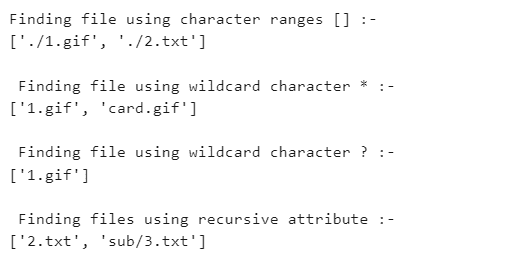 Finding file using character ranges [] :-
['./1.gif', './2.txt']
Finding file using wildcard character * :-
['1.gif', 'card.gif']
Finding file using wildcard character ? :-
['1.gif']
Finding files using recursive attribute :-
['2.txt', 'sub/3.txt']